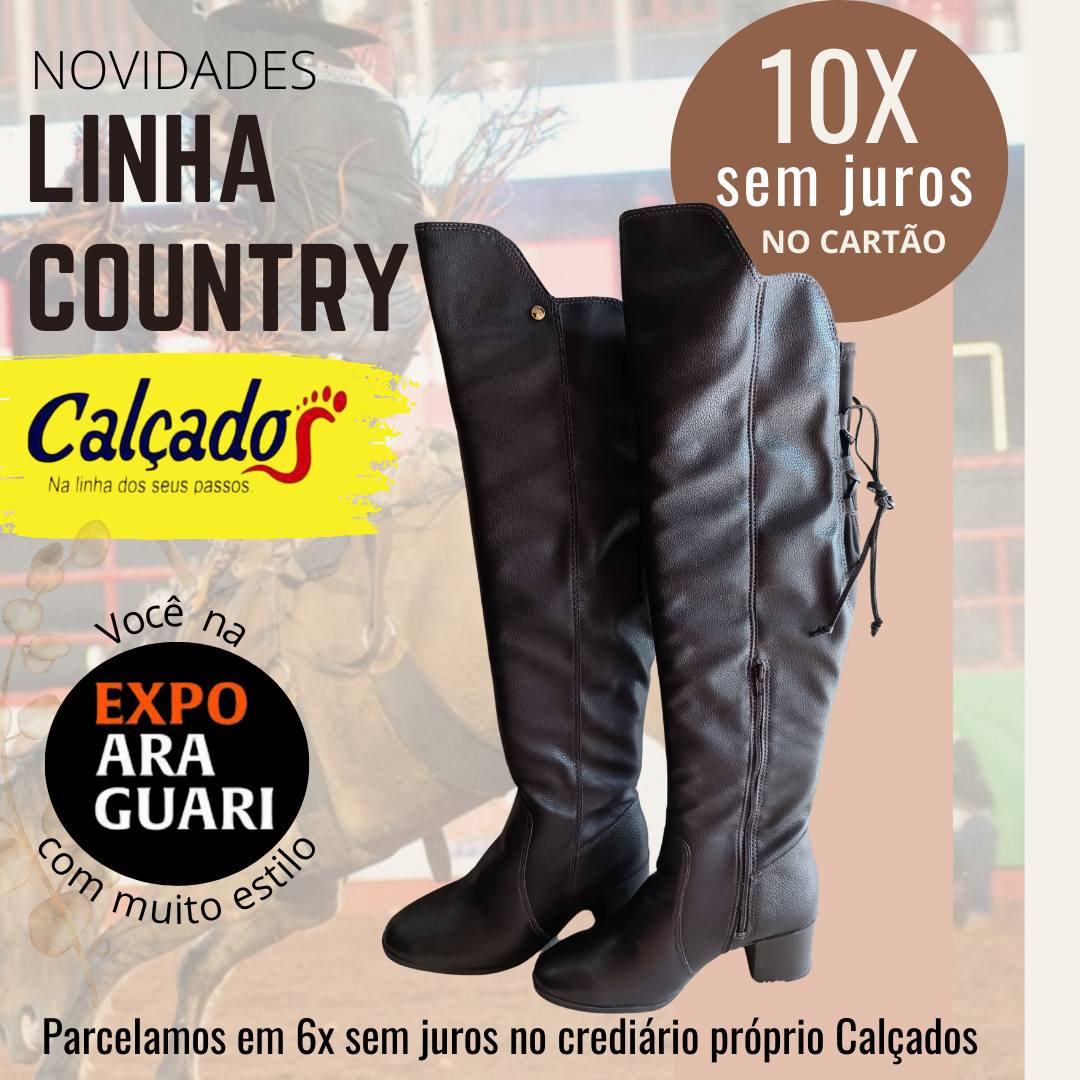 NOVIDADES
LINHA
COUNTRY
10X
sem juros
NO CARTÃO
Calçados
Na linha dos seus passos.
Você na
EXPO
ARA
GUARI
com muito estilo
Parcelamos em 6x sem juros no crediário próprio Calçados